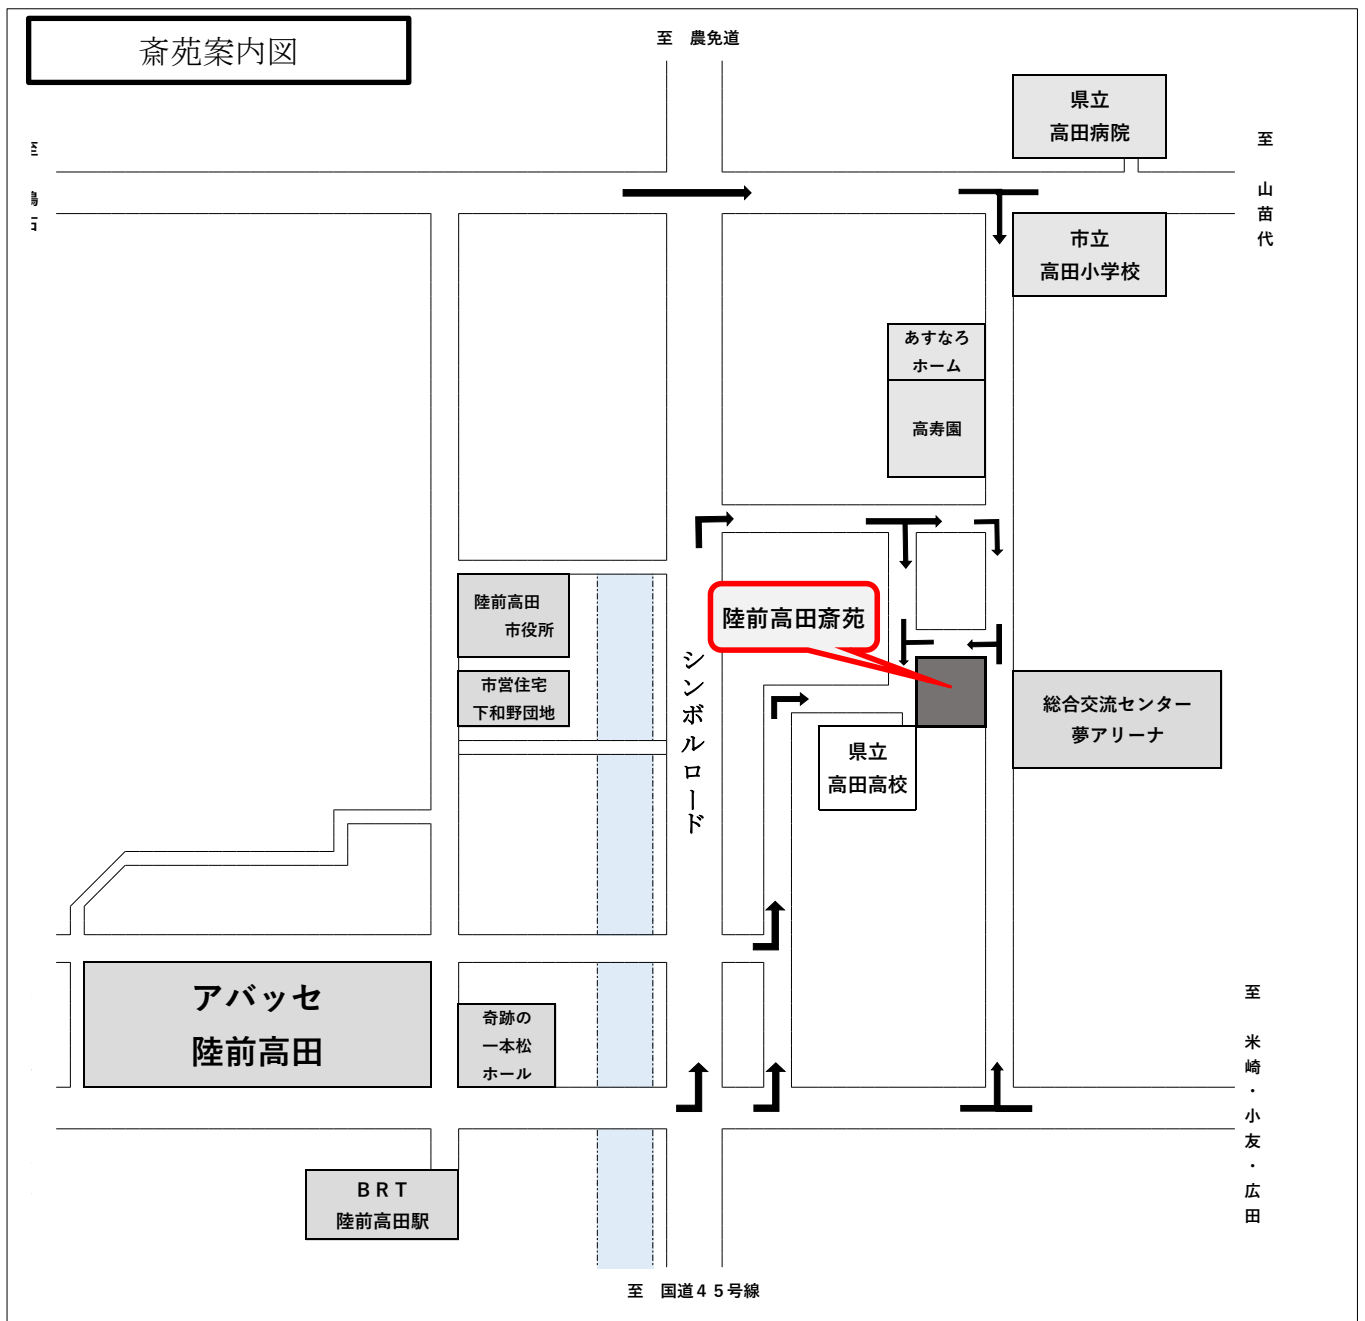 斎苑案内図
至　農免道
県立
高田病院
至　山苗代
至
市立
高田小学校
あすなろ
ホーム
高寿園
陸前高田
市役所
陸前高田斎苑
市営住宅
下和野団地
シンボルロード
総合交流センター
夢アリーナ
県立
高田高校
アバッセ
陸前高田
奇跡の
一本松
ホール
至　米崎・小友・広田
ＢＲＴ
陸前高田駅
至　国道４５号線